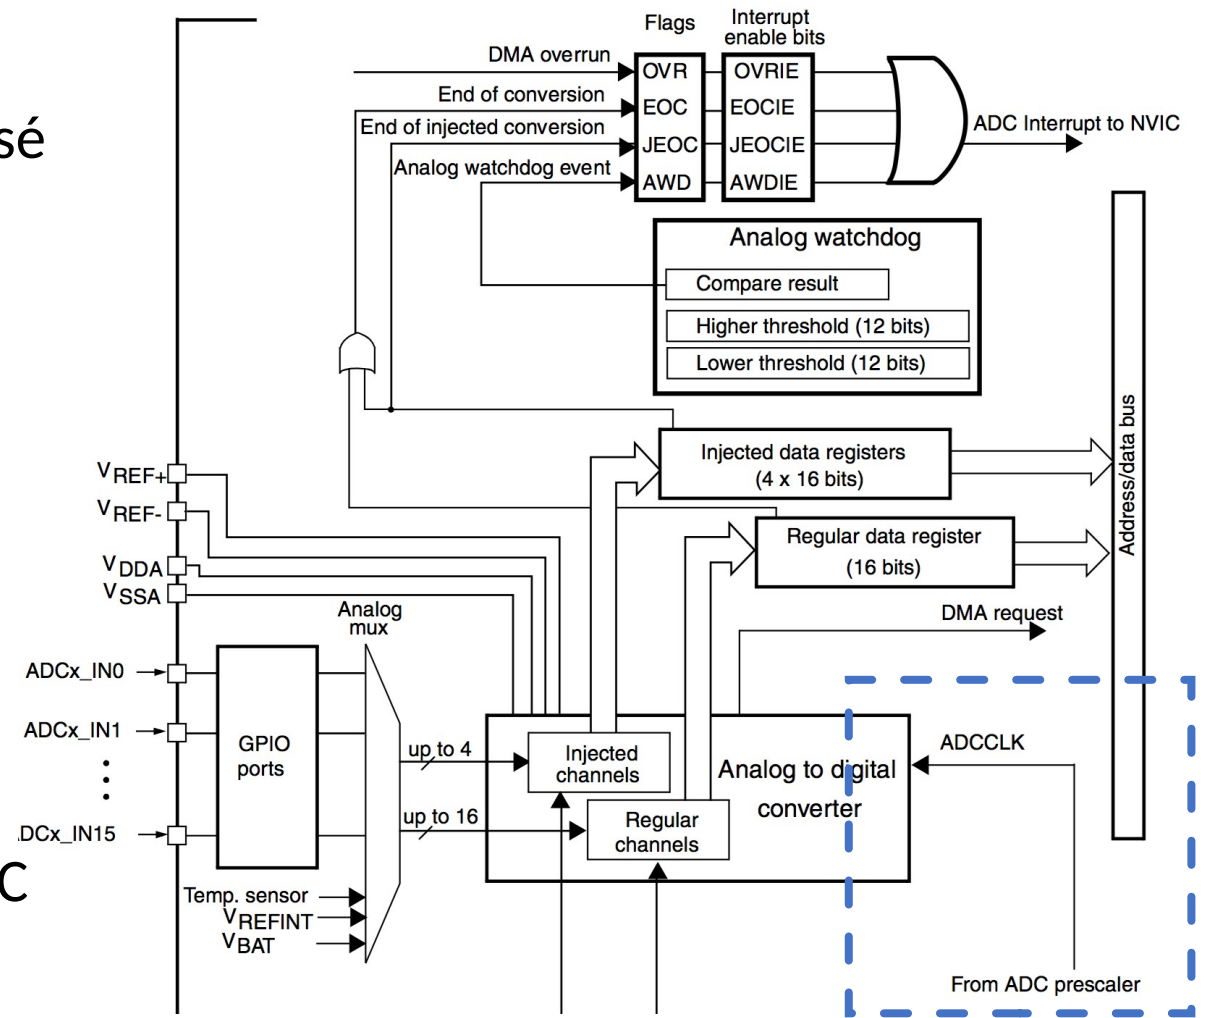 sé
Flags
Interrupt
enable bits
DMA overrun
OVR
OVRIE
End of conversion
EOC
EOCIE
End of injected conversion
JEOC
JEOCIE
Analog watchdog event
AWD
AWDIE
ADC Interrupt to NVIC
Analog watchdog
Compare result
Higher threshold (12 bits)
Lower threshold (12 bits)
Address/data bus
Injected data registers
(4 x 16 bits)
Regular data register
(16 bits)
VREF+
VREF-
VDDA
VSSA
Analog
mux
DMA request
ADCx_IN0
ADCx_IN1
DCx_IN15
GPIO
ports
up to 4
up to 16
Injected
channels
Regular
channels
Analog to digital
converter
ADCCLK
C
Temp. sensor
VREFINT
VBAT
From ADC prescaler